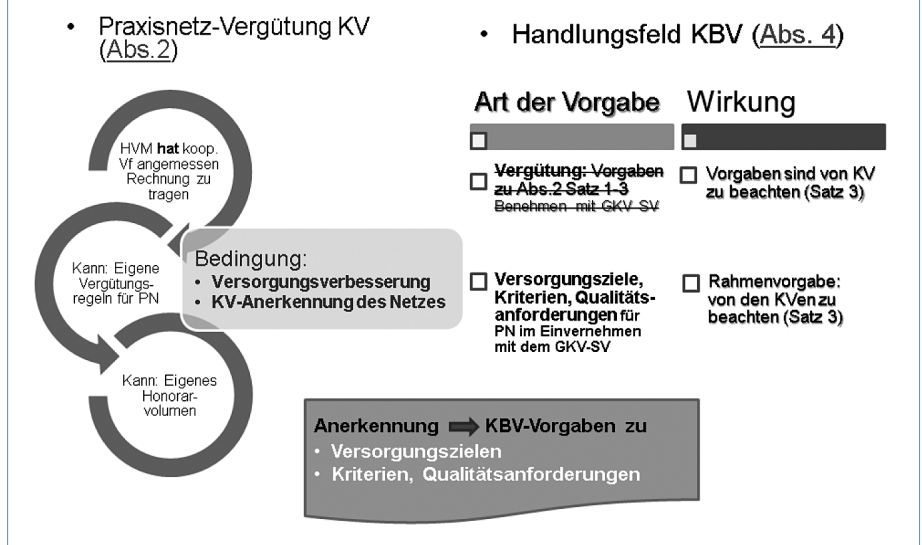 • Praxisnetz-Vergütung KV
(Abs.2)
HVM hat koop.
Vf angemessen
Rechnung zu
tragen
Kann: Eigene
Vergütungs-
regeln für PN
Kann: Eigenes
Honorar-
volumen
Bedingung:
• Versorgungsverbesserung
• KV-Anerkennung des Netzes
• Handlungsfeld KBV (Abs. 4)
Art der Vorgabe
Wirkung
Vergütung: Vorgaben
zu Abs.2 Satz 1-3
Benehmen mit GKV SV
Vorgaben sind von KV
zu beachten (Satz 3)
Versorgungsziele,
Kriterien, Qualitäts-
anforderungen für
PN im Einvernehmen
mit dem GKV-SV
Rahmenvorgabe:
von den KVen zu
beachten (Satz 3)
Anerkennung ➡ KBV-Vorgaben zu
• Versorgungszielen
• Kriterien, Qualitätsanforderungen